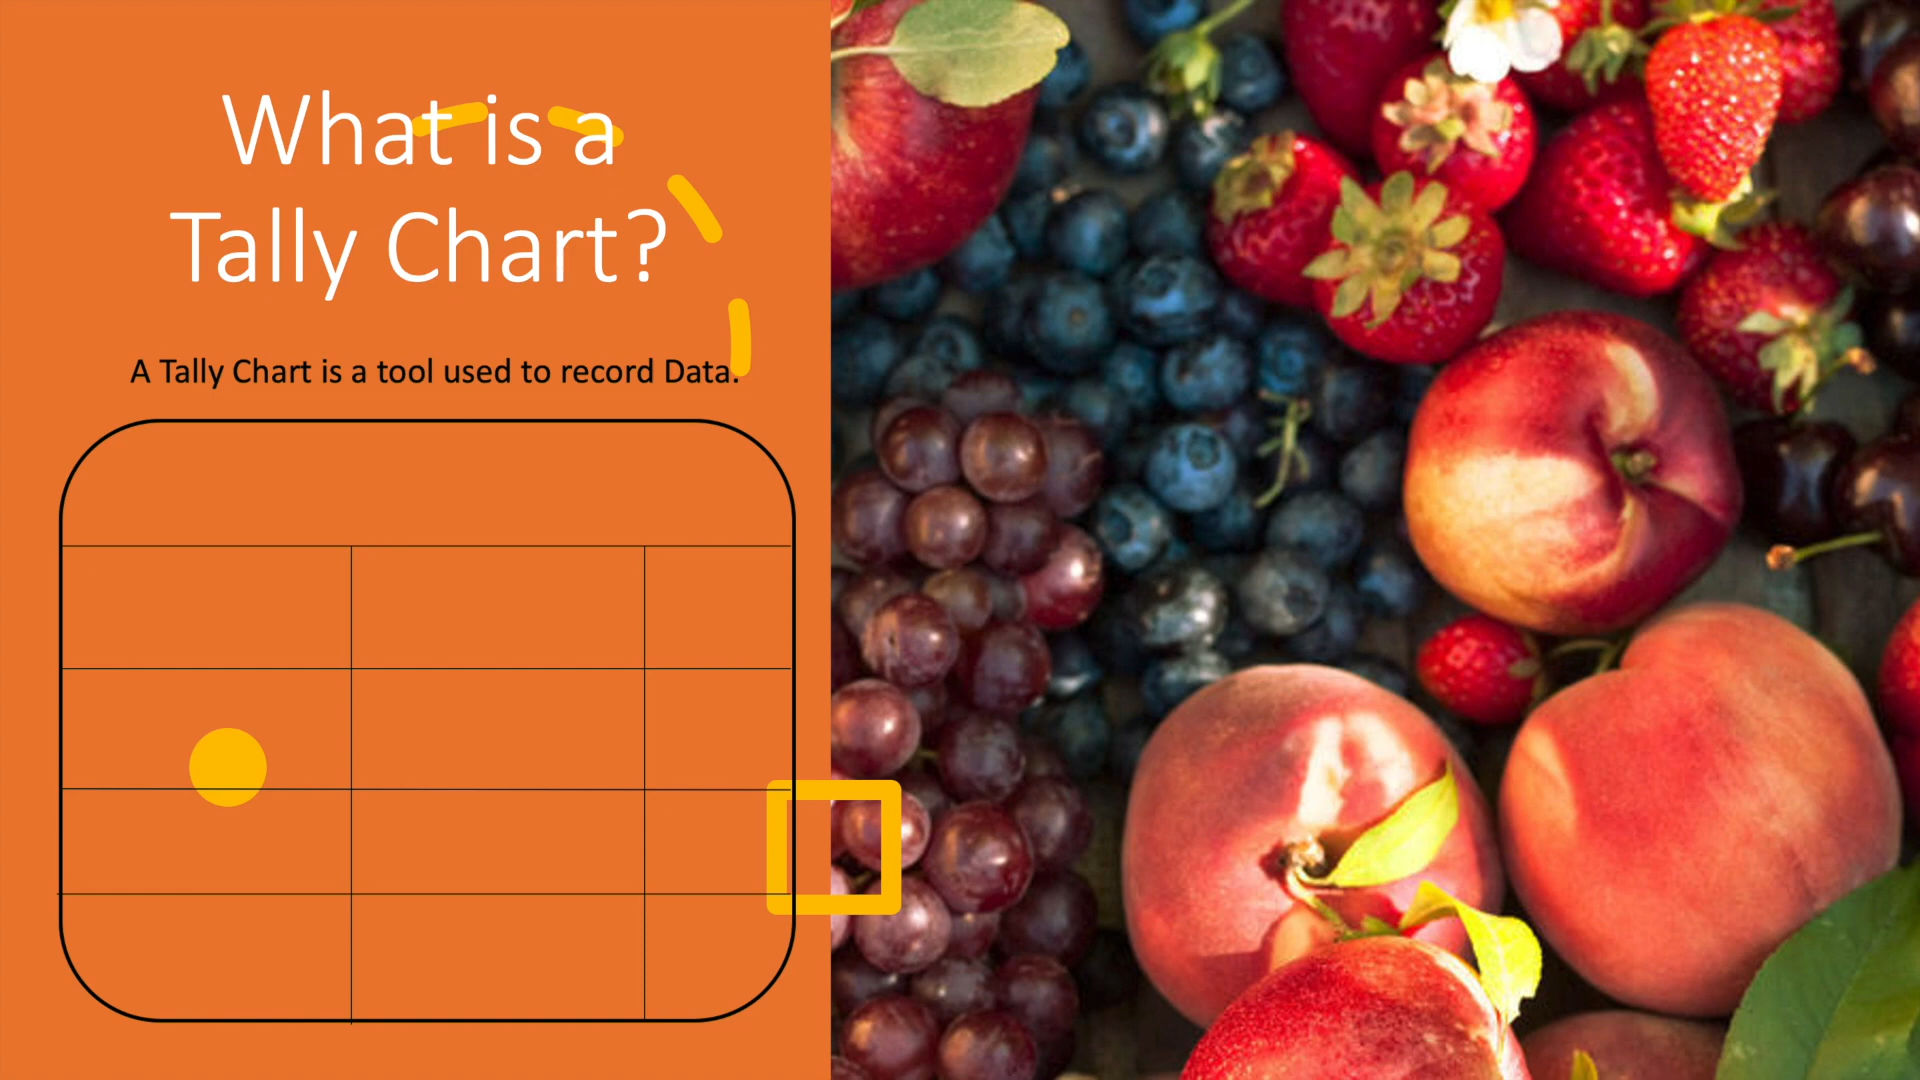 What is a
Tally Chart?
A Tally Chart is a tool used to record Data.